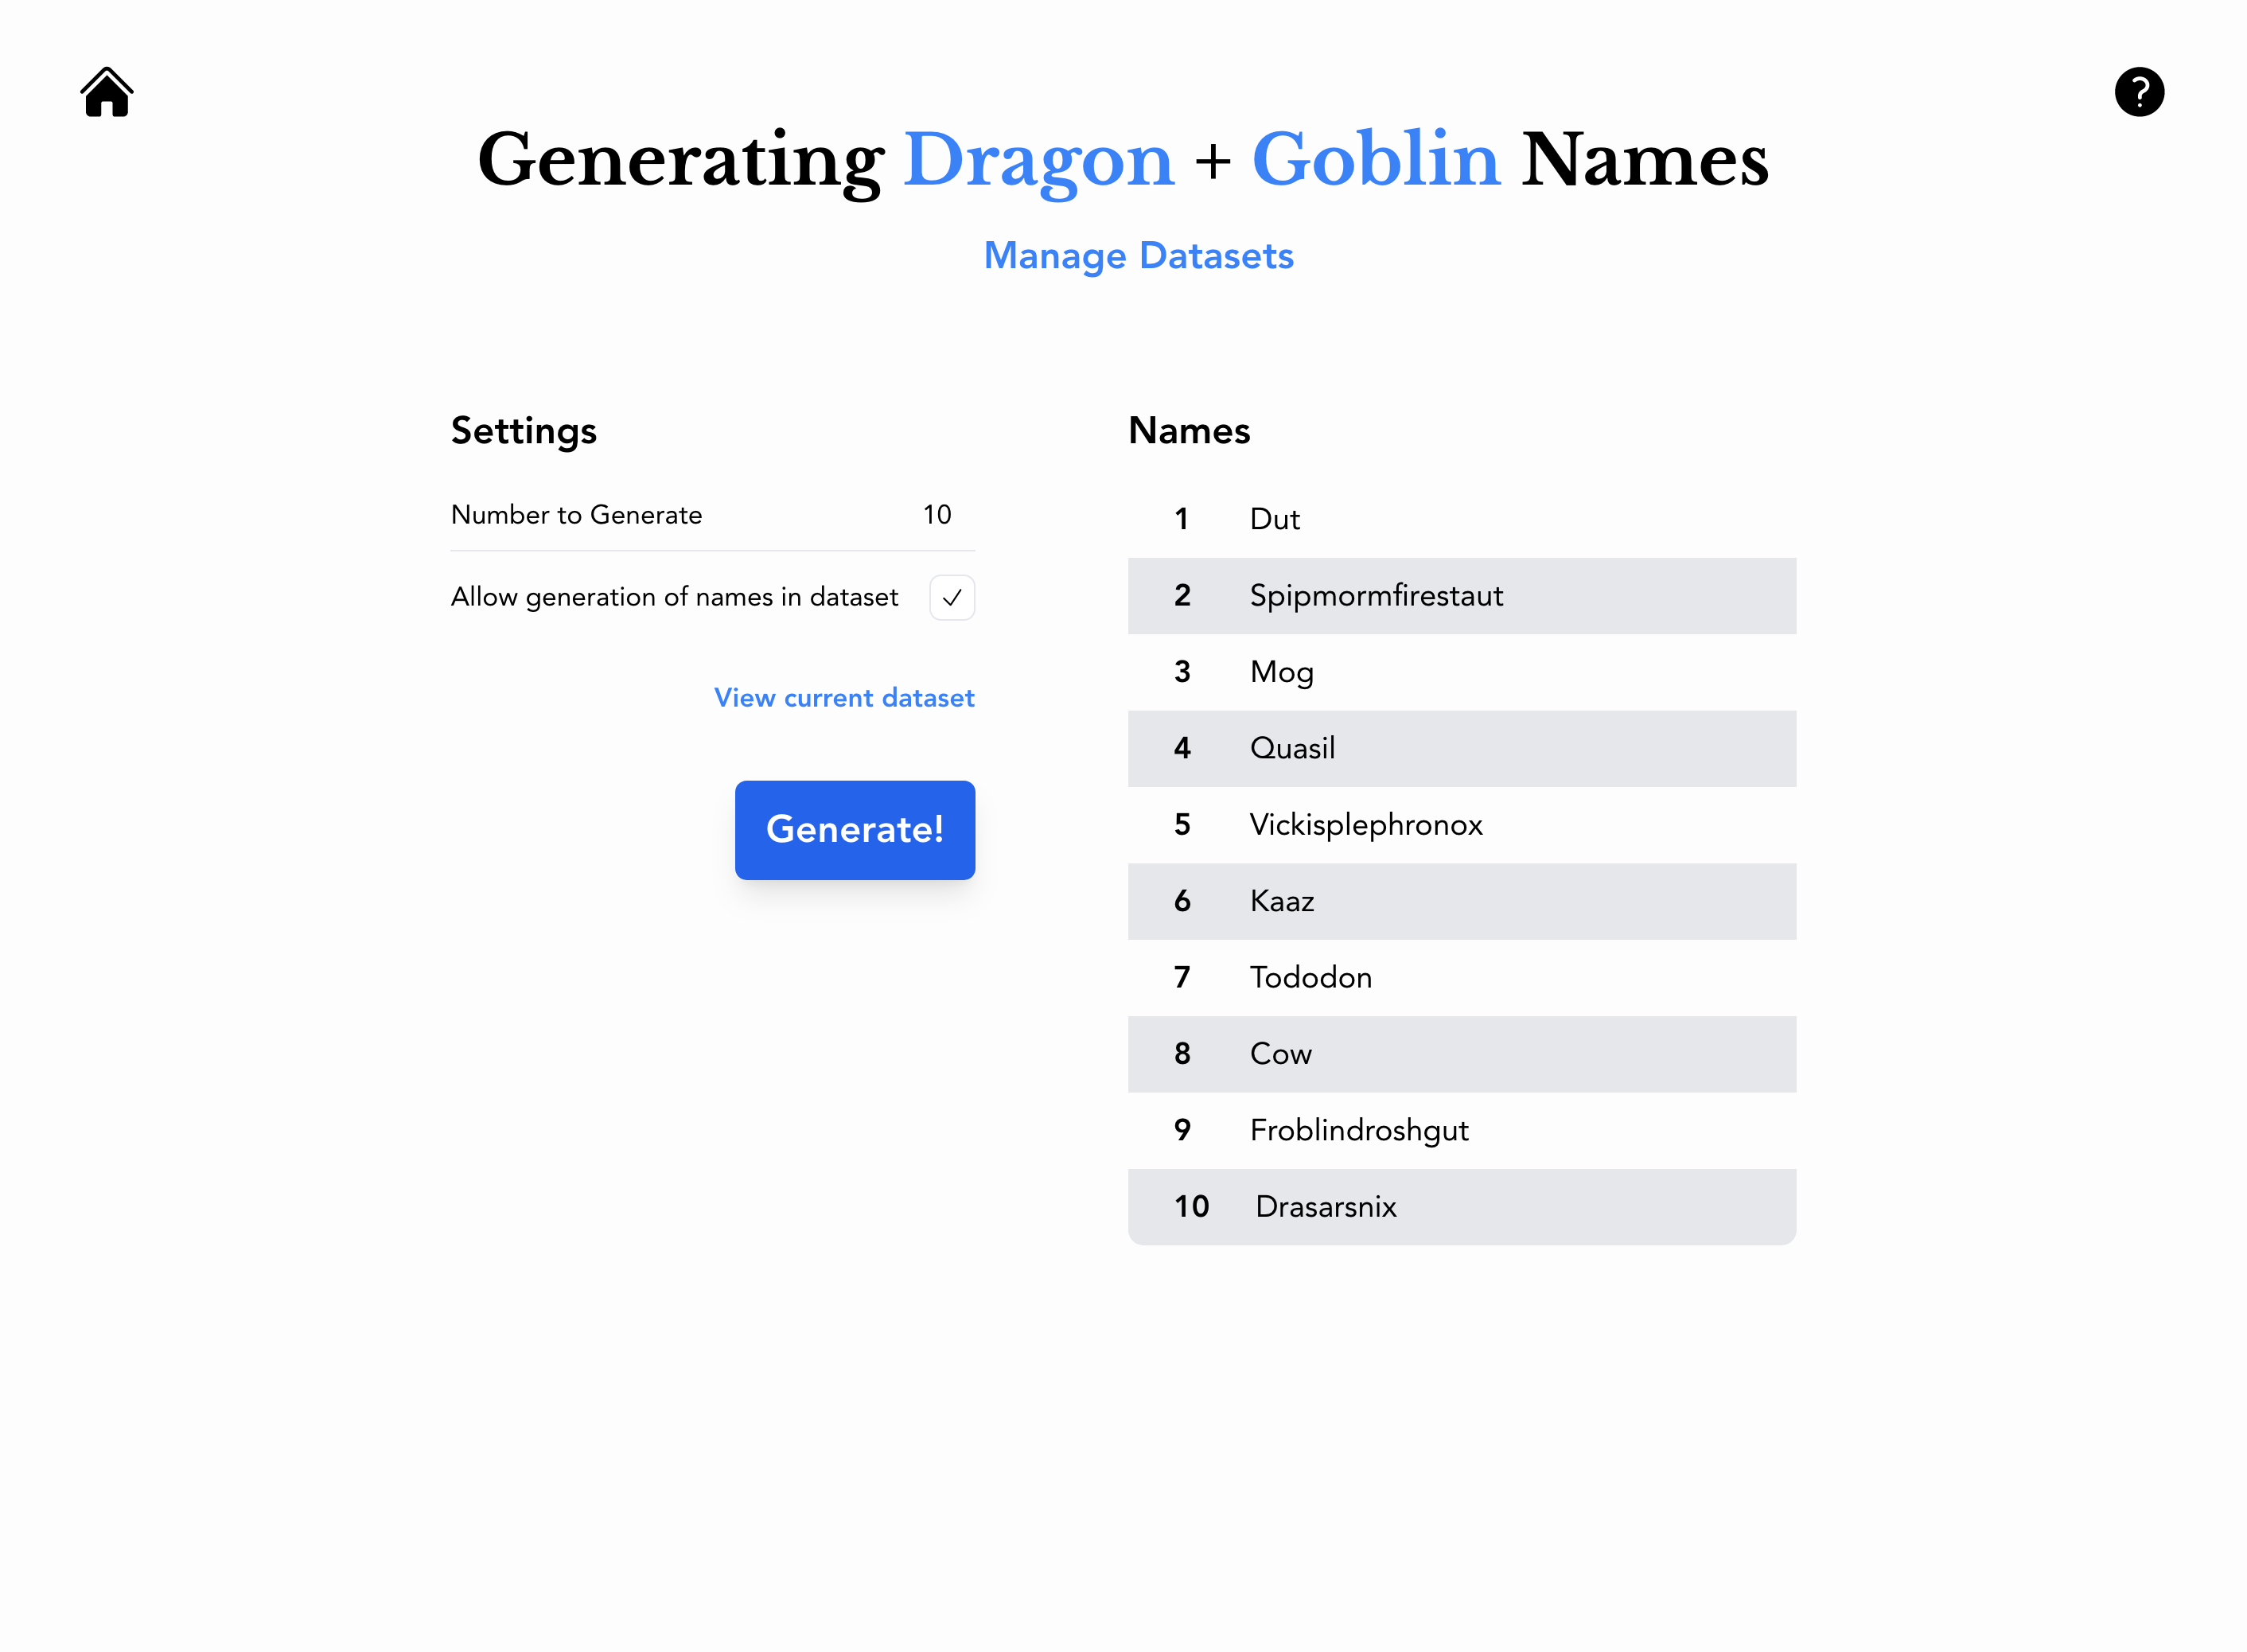 ?
Generating Dragon + Goblin Names
Manage Datasets
Settings
Number to Generate 10
Allow generation of names in dataset
View current dataset
Generate!
Names
1 Dut
2 Spipmormfirestaut
3 Mog
4 Quasil
5 Vickisplephronox
6 Kaaz
7 Tododon
8 Cow
9 Froblindroshgut
10 Drasarsnix